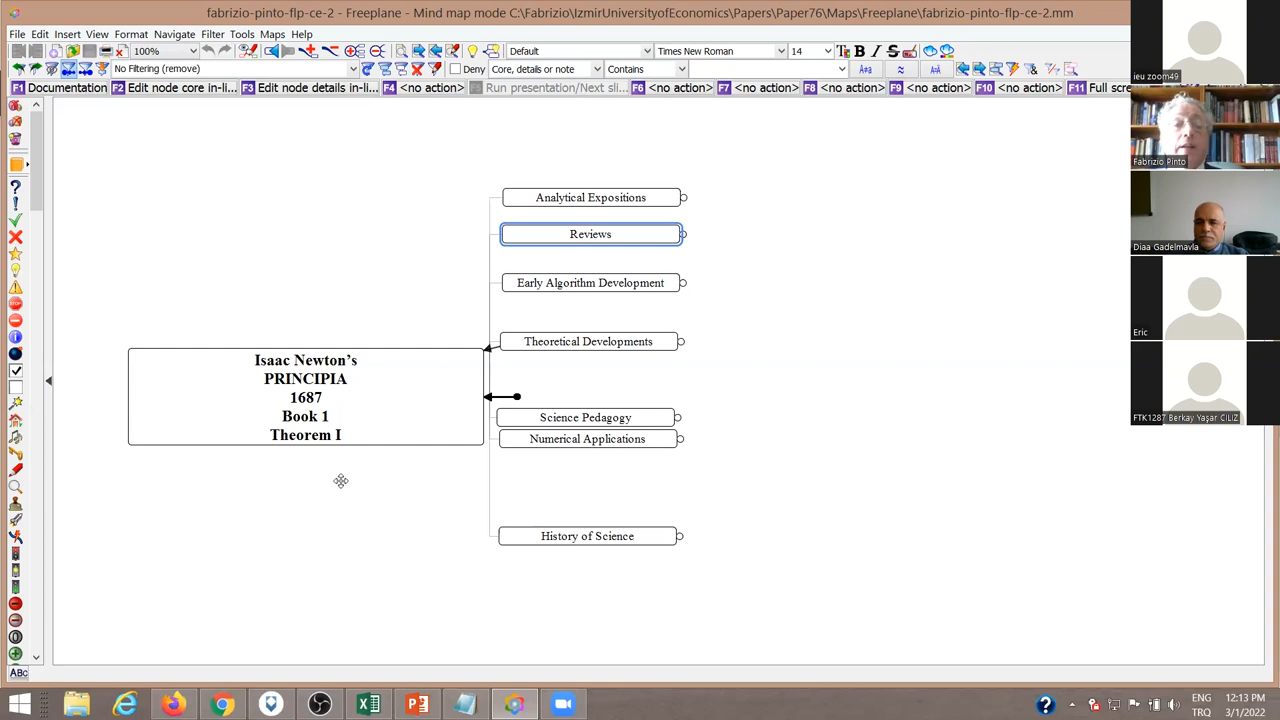 fabrizio-pinto-flp-ce-2 - Freeplane - Mind map mode C:\Fabrizio\IzmirUniversityofEconomics\Papers\Paper76\Maps\Freeplane\fabrizio-pinto-flp-ce-2.mm
File Edit Insert View Format Navigate Filter Tools Maps Help
100% Default Times New Roman 14
No Filtering (remove) Deny Core, details or note Contains
F1 Documentation F2 Edit node core in-li... F3 Edit node details in-l... F4 <no action> Run presentation/Next sli... F6 <no action> F7 <no action> F8 <no action> F9 <no action> F10 <no action> F11 Full scre
ieu zoom49
Fabrizio Pinto
Diaa Gadelmavla
Eric
FTK1287 Berkay Yaşar CILIZ
Analytical Expositions
Reviews
Early Algorithm Development
Theoretical Developments
Isaac Newton's
PRINCIPIA
1687
Book 1
Theorem I
Science Pedagogy
Numerical Applications
History of Science
ABc
ENG 12:13 PM
TRQ 3/1/2022